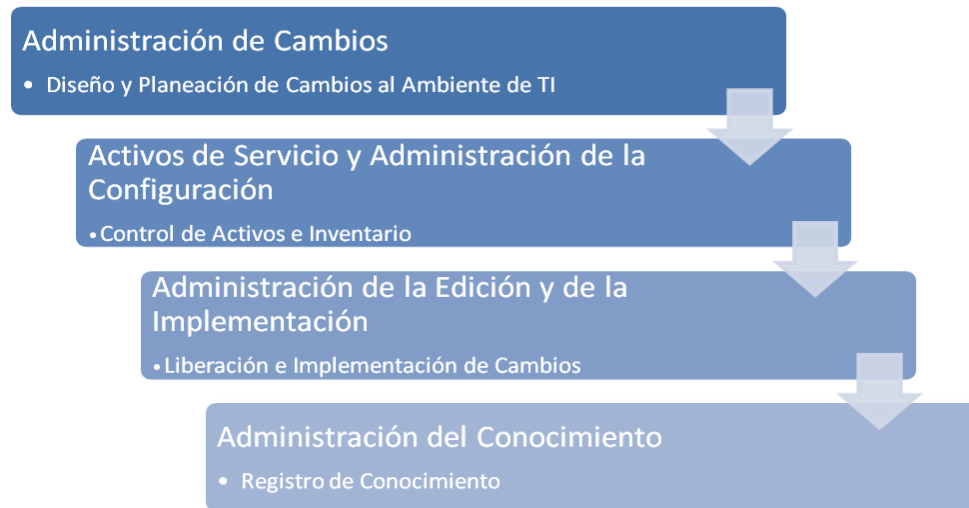 Administración de Cambios
• Diseño y Planeación de Cambios al Ambiente de TI
Activos de Servicio y Administración de la
Configuración
• Control de Activos e Inventario
Administración de la Edición y de la
Implementación
• Liberación e Implementación de Cambios
Administración del Conocimiento
• Registro de Conocimiento